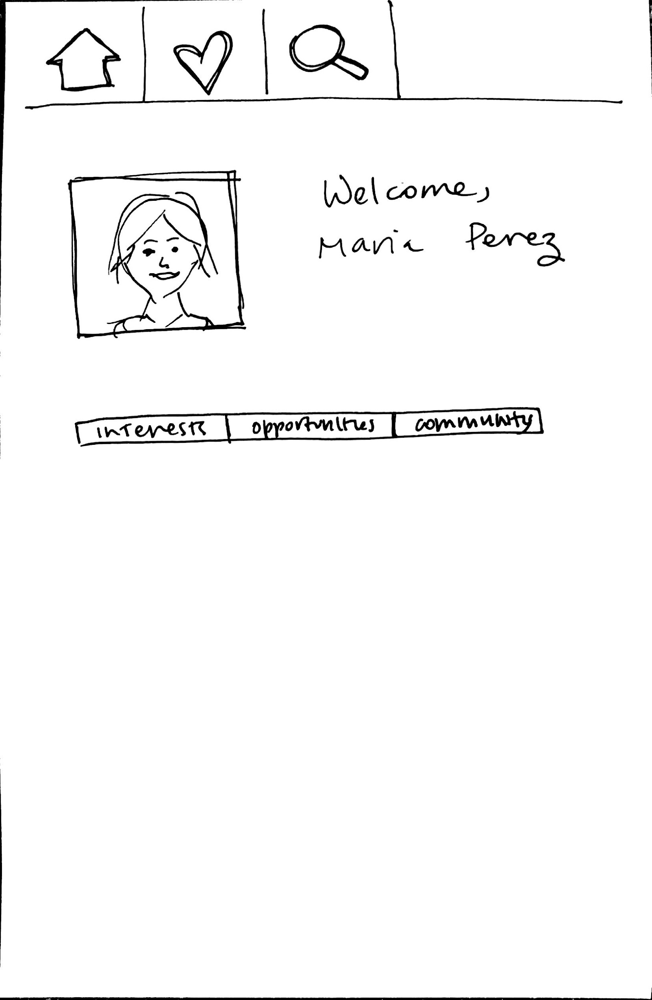 Welcome,
Maria Perez
interests opportunities community